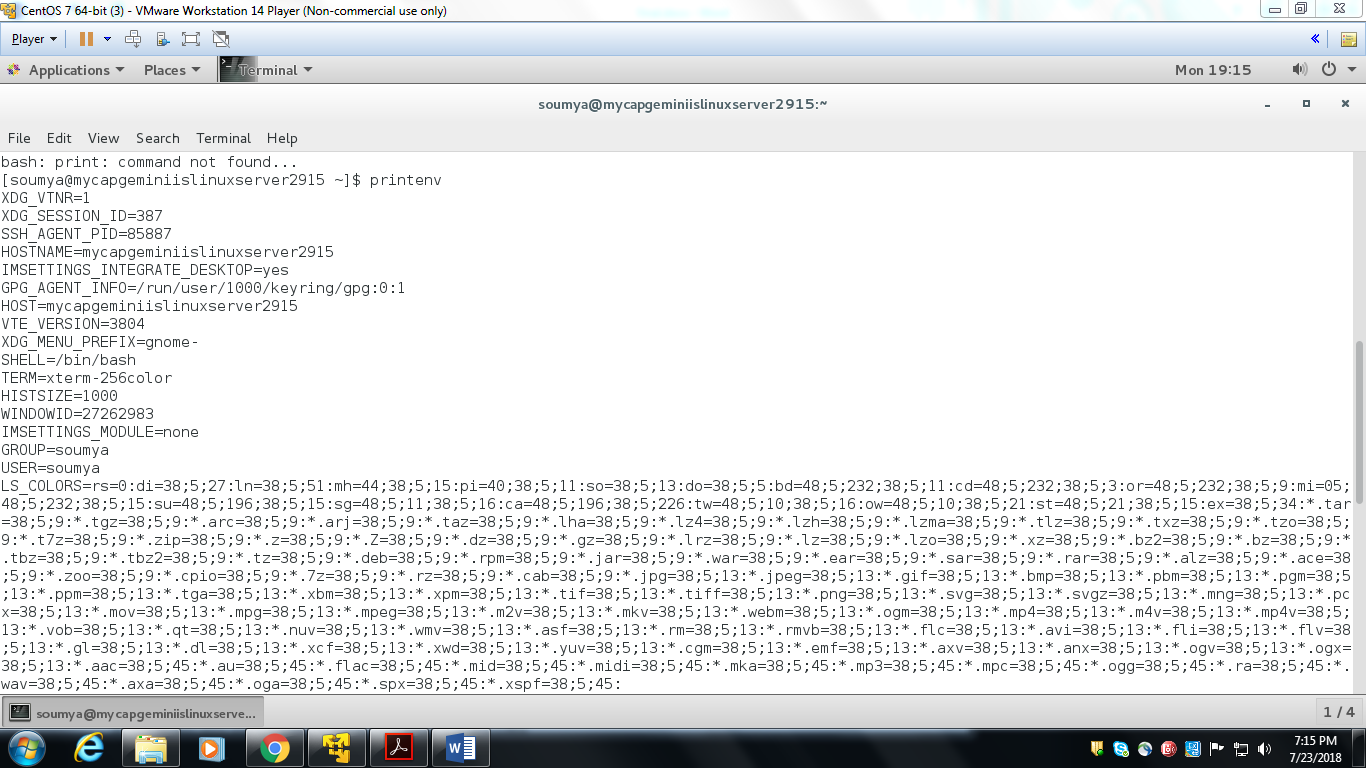 CentOS 7 64-bit (3) - VMware Workstation 14 Player (Non-commercial use only)
Player
Applications Places Terminal Mon 19:15
soumya@mycapgeminiislinuxserver2915:~
File Edit View Search Terminal Help
bash: print: command not found...
[soumya@mycapgeminiislinuxserver2915 ~]$ printenv
XDG_VTNR=1
XDG_SESSION_ID=387
SSH_AGENT_PID=85887
HOSTNAME=mycapgeminiislinuxserver2915
IMSETTINGS_INTEGRATE_DESKTOP=yes
GPG_AGENT_INFO=/run/user/1000/keyring/gpg:0:1
HOST=mycapgeminiislinuxserver2915
VTE_VERSION=3804
XDG_MENU_PREFIX=gnome-
SHELL=/bin/bash
TERM=xterm-256color
HISTSIZE=1000
WINDOWID=27262983
IMSETTINGS_MODULE=none
GROUP=soumya
USER=soumya
LS_COLORS=rs=0:di=38;5;27:ln=38;5;51:mh=44;38;5;15:pi=40;38;5;11:so=38;5;13:do=38;5;5:bd=48;5;232;38;5;11:cd=48;5;232;38;5;3:or=48;5;232;38;5;9:mi=05;
48;5;232;38;5;15:su=48;5;196;38;5;15:sg=48;5;11;38;5;16:ca=48;5;196;38;5;226:tw=48;5;10;38;5;16:ow=48;5;10;38;5;21:st=48;5;21;38;5;15:ex=38;5;34:*.tar
=38;5;9:*.tgz=38;5;9:*.arc=38;5;9:*.arj=38;5;9:*.taz=38;5;9:*.lha=38;5;9:*.lz4=38;5;9:*.lzh=38;5;9:*.lzma=38;5;9:*.tlz=38;5;9:*.txz=38;5;9:*.tzo=38;5;
9:*.t7z=38;5;9:*.zip=38;5;9:*.z=38;5;9:*.Z=38;5;9:*.dz=38;5;9:*.gz=38;5;9:*.lrz=38;5;9:*.lz=38;5;9:*.lzo=38;5;9:*.xz=38;5;9:*.bz2=38;5;9:*.bz=38;5;9:*
.tbz=38;5;9:*.tbz2=38;5;9:*.tz=38;5;9:*.deb=38;5;9:*.rpm=38;5;9:*.jar=38;5;9:*.war=38;5;9:*.ear=38;5;9:*.sar=38;5;9:*.rar=38;5;9:*.alz=38;5;9:*.ace=38
;5;9:*.zoo=38;5;9:*.cpio=38;5;9:*.7z=38;5;9:*.rz=38;5;9:*.cab=38;5;9:*.jpg=38;5;13:*.jpeg=38;5;13:*.gif=38;5;13:*.bmp=38;5;13:*.pbm=38;5;13:*.pgm=38;5
;13:*.ppm=38;5;13:*.tga=38;5;13:*.xbm=38;5;13:*.xpm=38;5;13:*.tif=38;5;13:*.tiff=38;5;13:*.png=38;5;13:*.svg=38;5;13:*.svgz=38;5;13:*.mng=38;5;13:*.pc
x=38;5;13:*.mov=38;5;13:*.mpg=38;5;13:*.mpeg=38;5;13:*.m2v=38;5;13:*.mkv=38;5;13:*.webm=38;5;13:*.ogm=38;5;13:*.mp4=38;5;13:*.m4v=38;5;13:*.mp4v=38;5;
13:*.vob=38;5;13:*.qt=38;5;13:*.nuv=38;5;13:*.wmv=38;5;13:*.asf=38;5;13:*.rm=38;5;13:*.rmvb=38;5;13:*.flc=38;5;13:*.avi=38;5;13:*.fli=38;5;13:*.flv=38
;5;13:*.gl=38;5;13:*.dl=38;5;13:*.xcf=38;5;13:*.xwd=38;5;13:*.yuv=38;5;13:*.cgm=38;5;13:*.emf=38;5;13:*.axv=38;5;13:*.anx=38;5;13:*.ogv=38;5;13:*.ogx=
38;5;13:*.aac=38;5;45:*.au=38;5;45:*.flac=38;5;45:*.mid=38;5;45:*.midi=38;5;45:*.mka=38;5;45:*.mp3=38;5;45:*.mpc=38;5;45:*.ogg=38;5;45:*.ra=38;5;45:*.
wav=38;5;45:*.axa=38;5;45:*.oga=38;5;45:*.spx=38;5;45:*.xspf=38;5;45:
soumya@mycapgeminiislinuxserve... 1 / 4
7:15 PM
7/23/2018